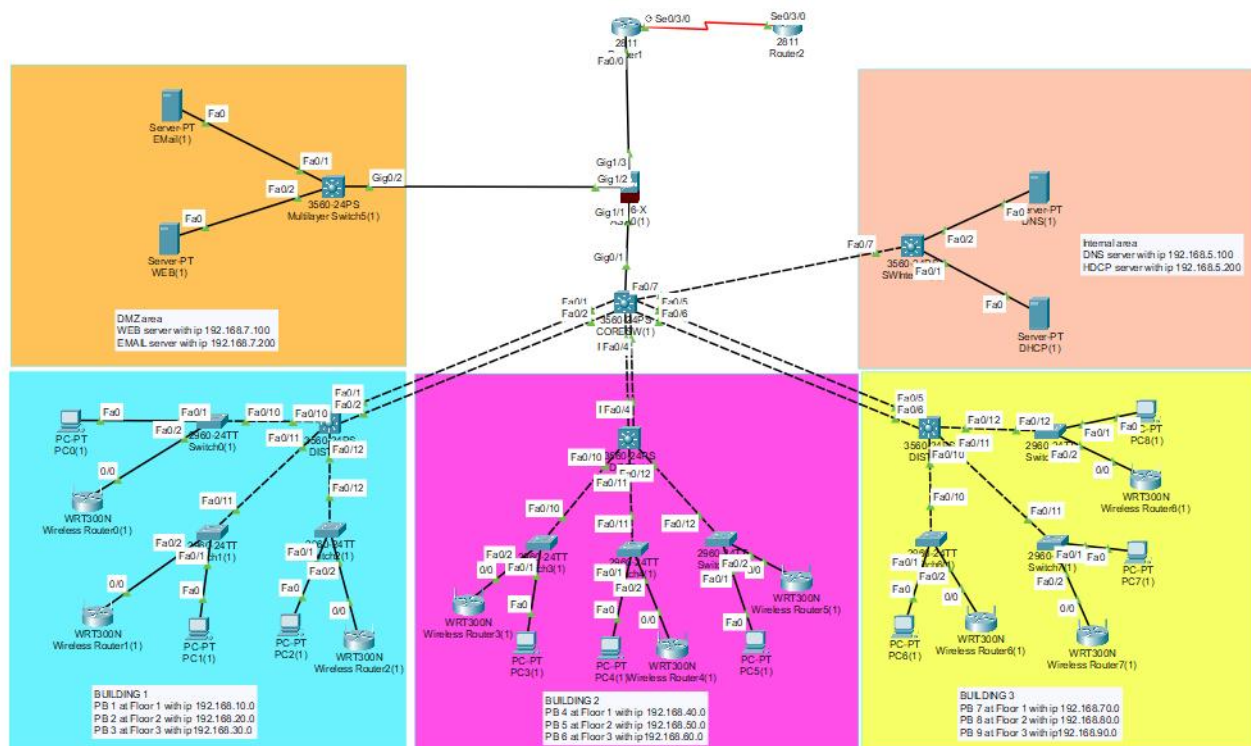 Se0/3/0
Se0/3/0
2811
2811
Router2
Fa0/0
Fa0
Server-PT
EMail(1)
Fa0/1
Gig0/2
Fa0/2
3560-24PS
Multilayer Switch5(1)
Fa0
Server-PT
WEB(1)
DMZ area
WEB server with ip 192.168.7.100
EMAIL server with ip 192.168.7.200
Gig1/3
Gig1/2
Gig1/1
Gig0/1
Fa0/7
Fa0/1
Fa0/2
Fa0/5
Fa0/6
3560-24PS
CORESW(1)
Fa0/4
Fa0
Server-PT
DNS(1)
Fa0/2
Fa0/7
Fa0/1
Fa0
Server-PT
DHCP(1)
Internal area
DNS server with ip 192.168.5.100
HDCP server with ip 192.168.5.200
Fa0/1
Fa0/2
Fa0
Fa0/1
Fa0/10
Fa0/10
PC-PT
PC0(1)
Fa0/2
2960-24TT
Switch0(1)
Fa0/11
Fa0/12
0/0
WRT300N
Wireless Router0(1)
Fa0/11
Fa0/12
Fa0/2
Fa0/1
Fa0/1
Fa0/2
0/0
Fa0
Fa0
0/0
WRT300N
Wireless Router1(1)
PC-PT
PC1(1)
PC-PT
PC2(1)
WRT300N
Wireless Router2(1)
BUILDING 1
PB 1 at Floor 1 with ip 192.168.10.0
PB 2 at Floor 2 with ip 192.168.20.0
PB 3 at Floor 3 with ip 192.168.30.0
Fa0/4
Fa0/10
Fa0/12
Fa0/11
Fa0/10
Fa0/11
Fa0/12
Fa0/2
Fa0/1
0/0
Fa0/1
Fa0/2
Fa0/2
Fa0/1
WRT300N
Wireless Router3(1)
Fa0
Fa0
0/0
Fa0
WRT300N
Wireless Router5(1)
PC-PT
PC3(1)
PC-PT
PC4(1)
WRT300N
Wireless Router4(1)
PC-PT
PC5(1)
BUILDING 2
PB 4 at Floor 1 with ip 192.168.40.0
PB 5 at Floor 2 with ip 192.168.50.0
PB 6 at Floor 3 with ip 192.168.60.0
Fa0/5
Fa0/6
Fa0/12
Fa0/12
Fa0/11
Fa0/10
2960-24TT
Fa0/1
Fa0
PC8(1)
Fa0/2
0/0
WRT300N
Wireless Router8(1)
Fa0/10
Fa0/11
2960-24TT
Switch7(1)
Fa0/1
Fa0
PC-PT
PC7(1)
Fa0/1
Fa0/2
Fa0/2
Fa0
0/0
0/0
PC-PT
PC6(1)
WRT300N
Wireless Router6(1)
WRT300N
Wireless Router7(1)
BUILDING 3
PB 7 at Floor 1 with ip 192.168.70.0
PB 8 at Floor 2 with ip 192.168.80.0
PB 9 at Floor 3 with ip192.168.90.0